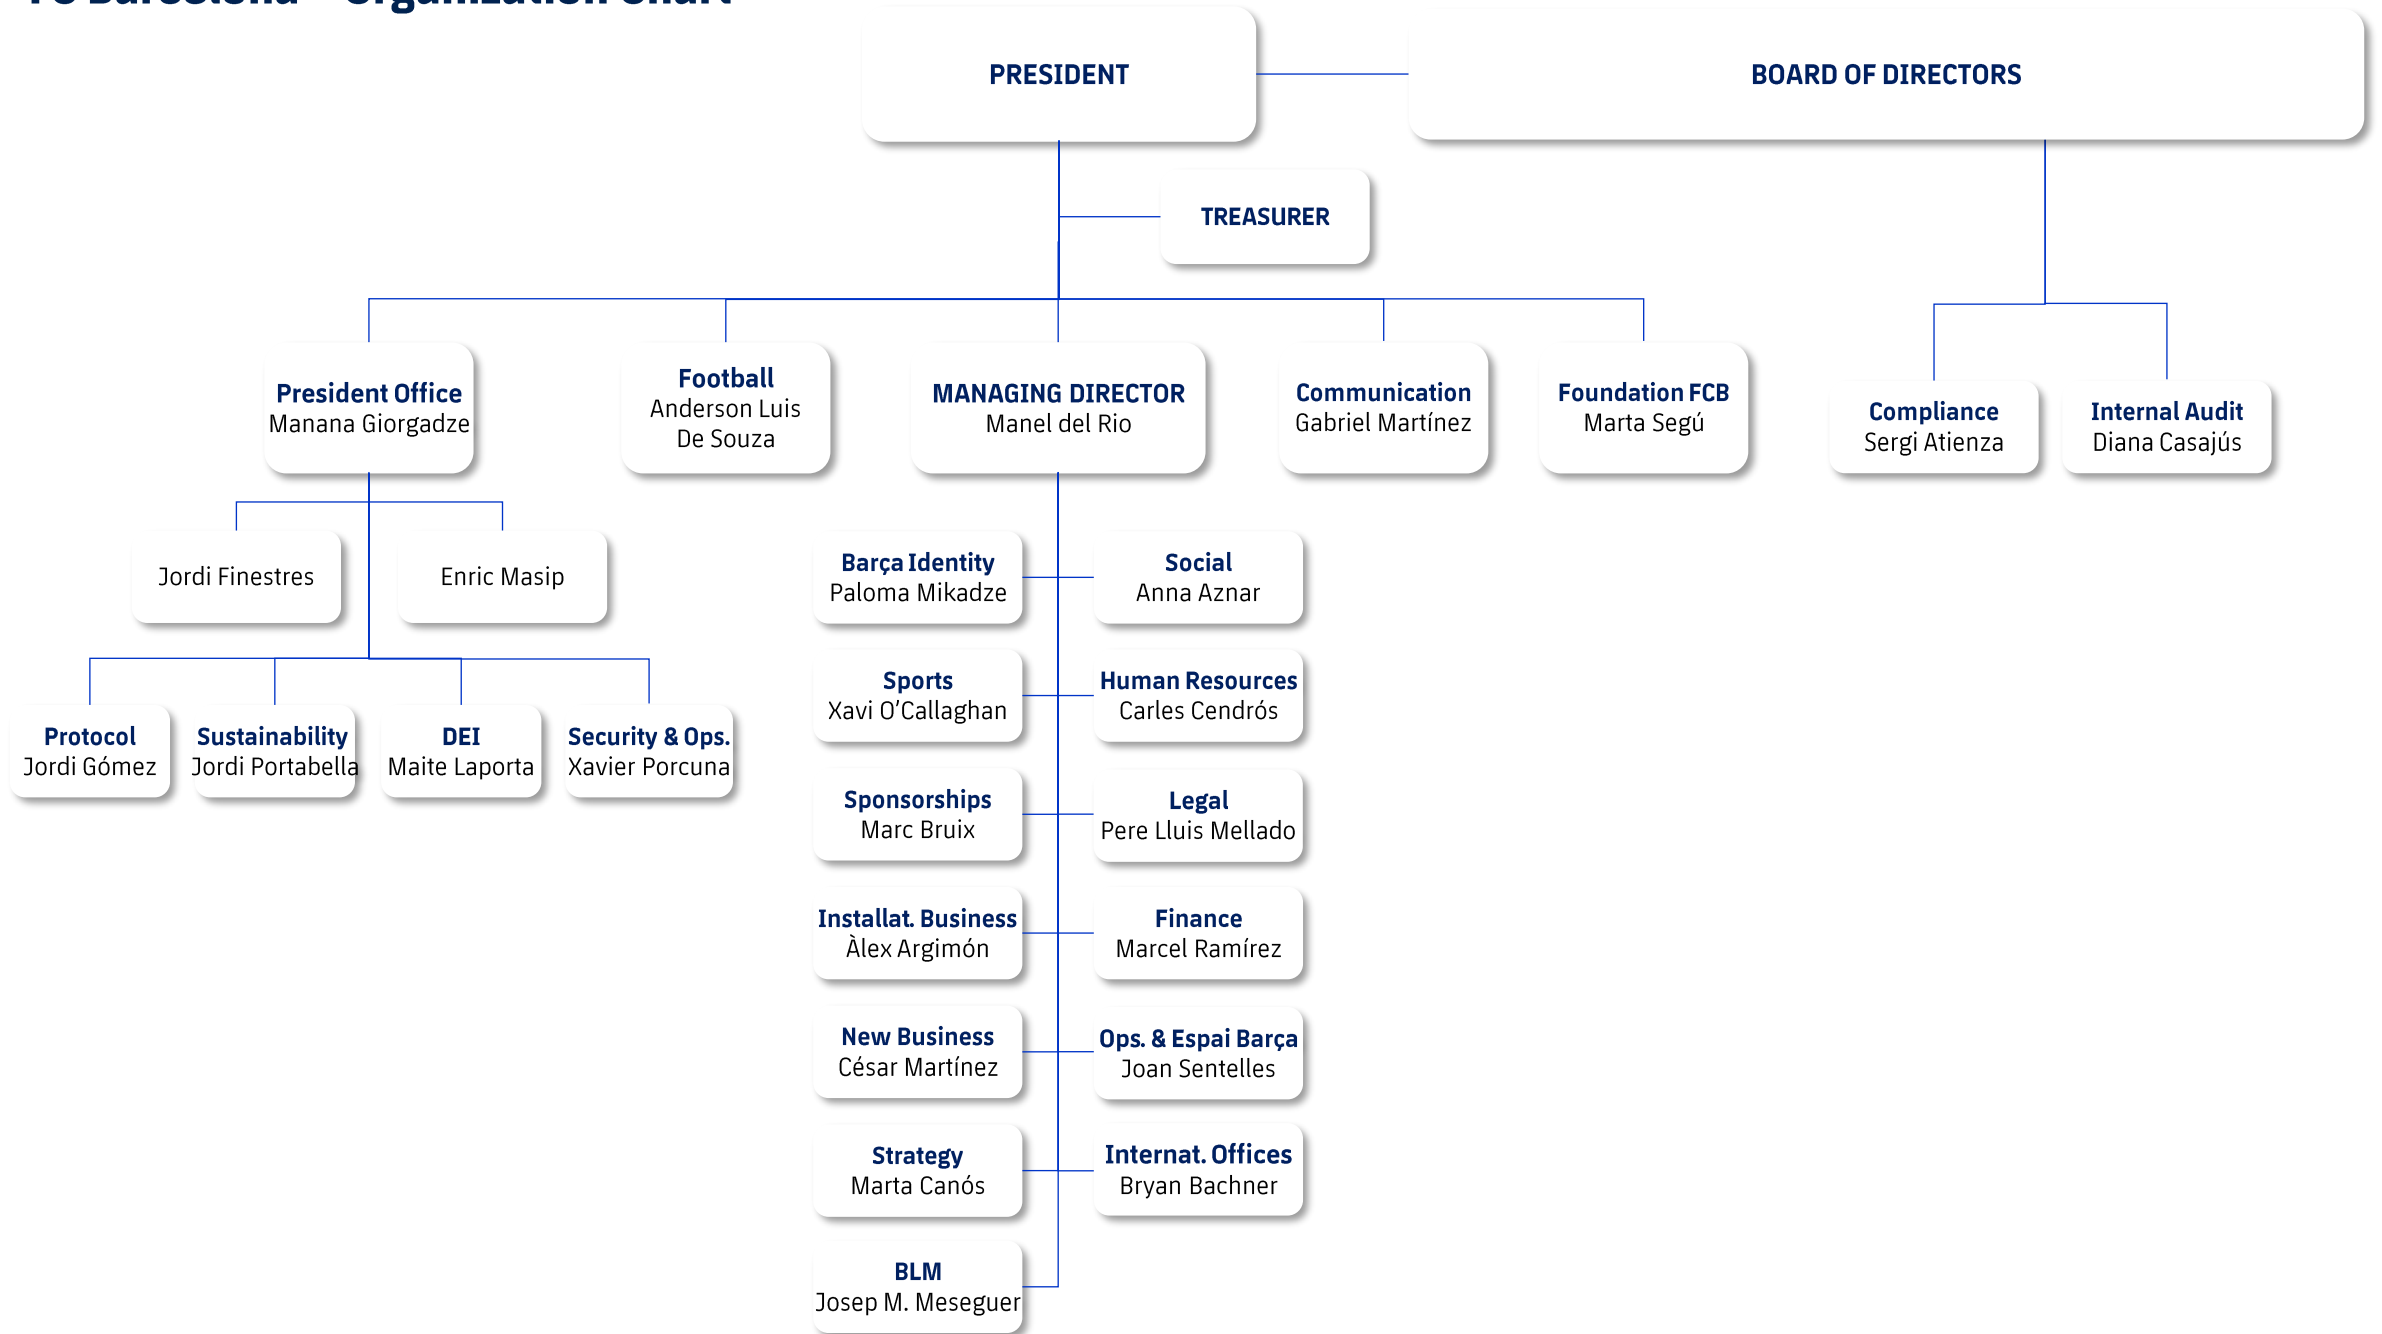 FC Barcelona - Organization Chart
PRESIDENT
BOARD OF DIRECTORS
TREASURER
President Office
Manana Giorgadze
Football
Anderson Luis
De Souza
MANAGING DIRECTOR
Manel del Rio
Communication
Gabriel Martínez
Foundation FCB
Marta Segú
Compliance
Sergi Atienza
Internal Audit
Diana Casajús
Jordi Finestres
Enric Masip
Protocol
Jordi Gómez
Sustainability
Jordi Portabella
DEI
Maite Laporta
Security & Ops.
Xavier Porcuna
Barça Identity
Paloma Mikadze
Social
Anna Aznar
Sports
Xavi O’Callaghan
Human Resources
Carles Cendrós
Sponsorships
Marc Bruix
Legal
Pere Lluis Mellado
Installat. Business
Àlex Argimón
Finance
Marcel Ramírez
New Business
César Martínez
Ops. & Espai Barça
Joan Sentelles
Strategy
Marta Canós
Internat. Offices
Bryan Bachner
BLM
Josep M. Meseguer